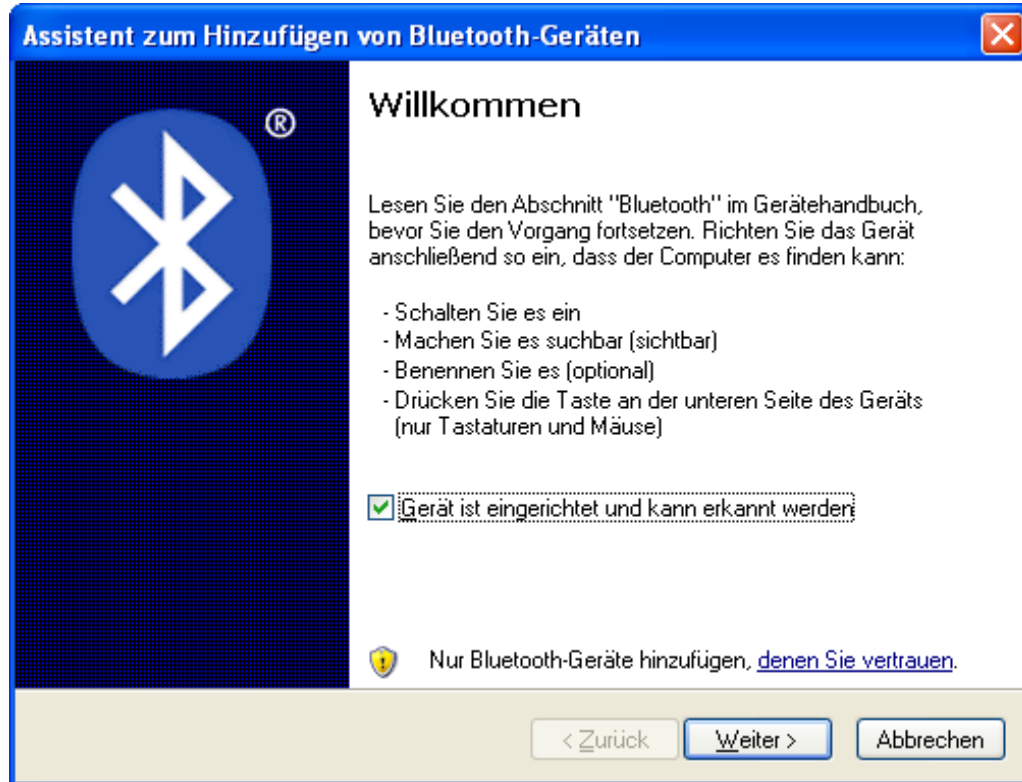 Assistent zum Hinzufügen von Bluetooth-Geräten
®
Willkommen
Lesen Sie den Abschnitt "Bluetooth" im Gerätehandbuch,
bevor Sie den Vorgang fortsetzen. Richten Sie das Gerät
anschließend so ein, dass der Computer es finden kann:
- Schalten Sie es ein
- Machen Sie es suchbar (sichtbar)
- Benennen Sie es (optional)
- Drücken Sie die Taste an der unteren Seite des Geräts
(nur Tastaturen und Mäuse)
Gerät ist eingerichtet und kann erkannt werden
Nur Bluetooth-Geräte hinzufügen, denen Sie vertrauen.
< Zurück Weiter > Abbrechen